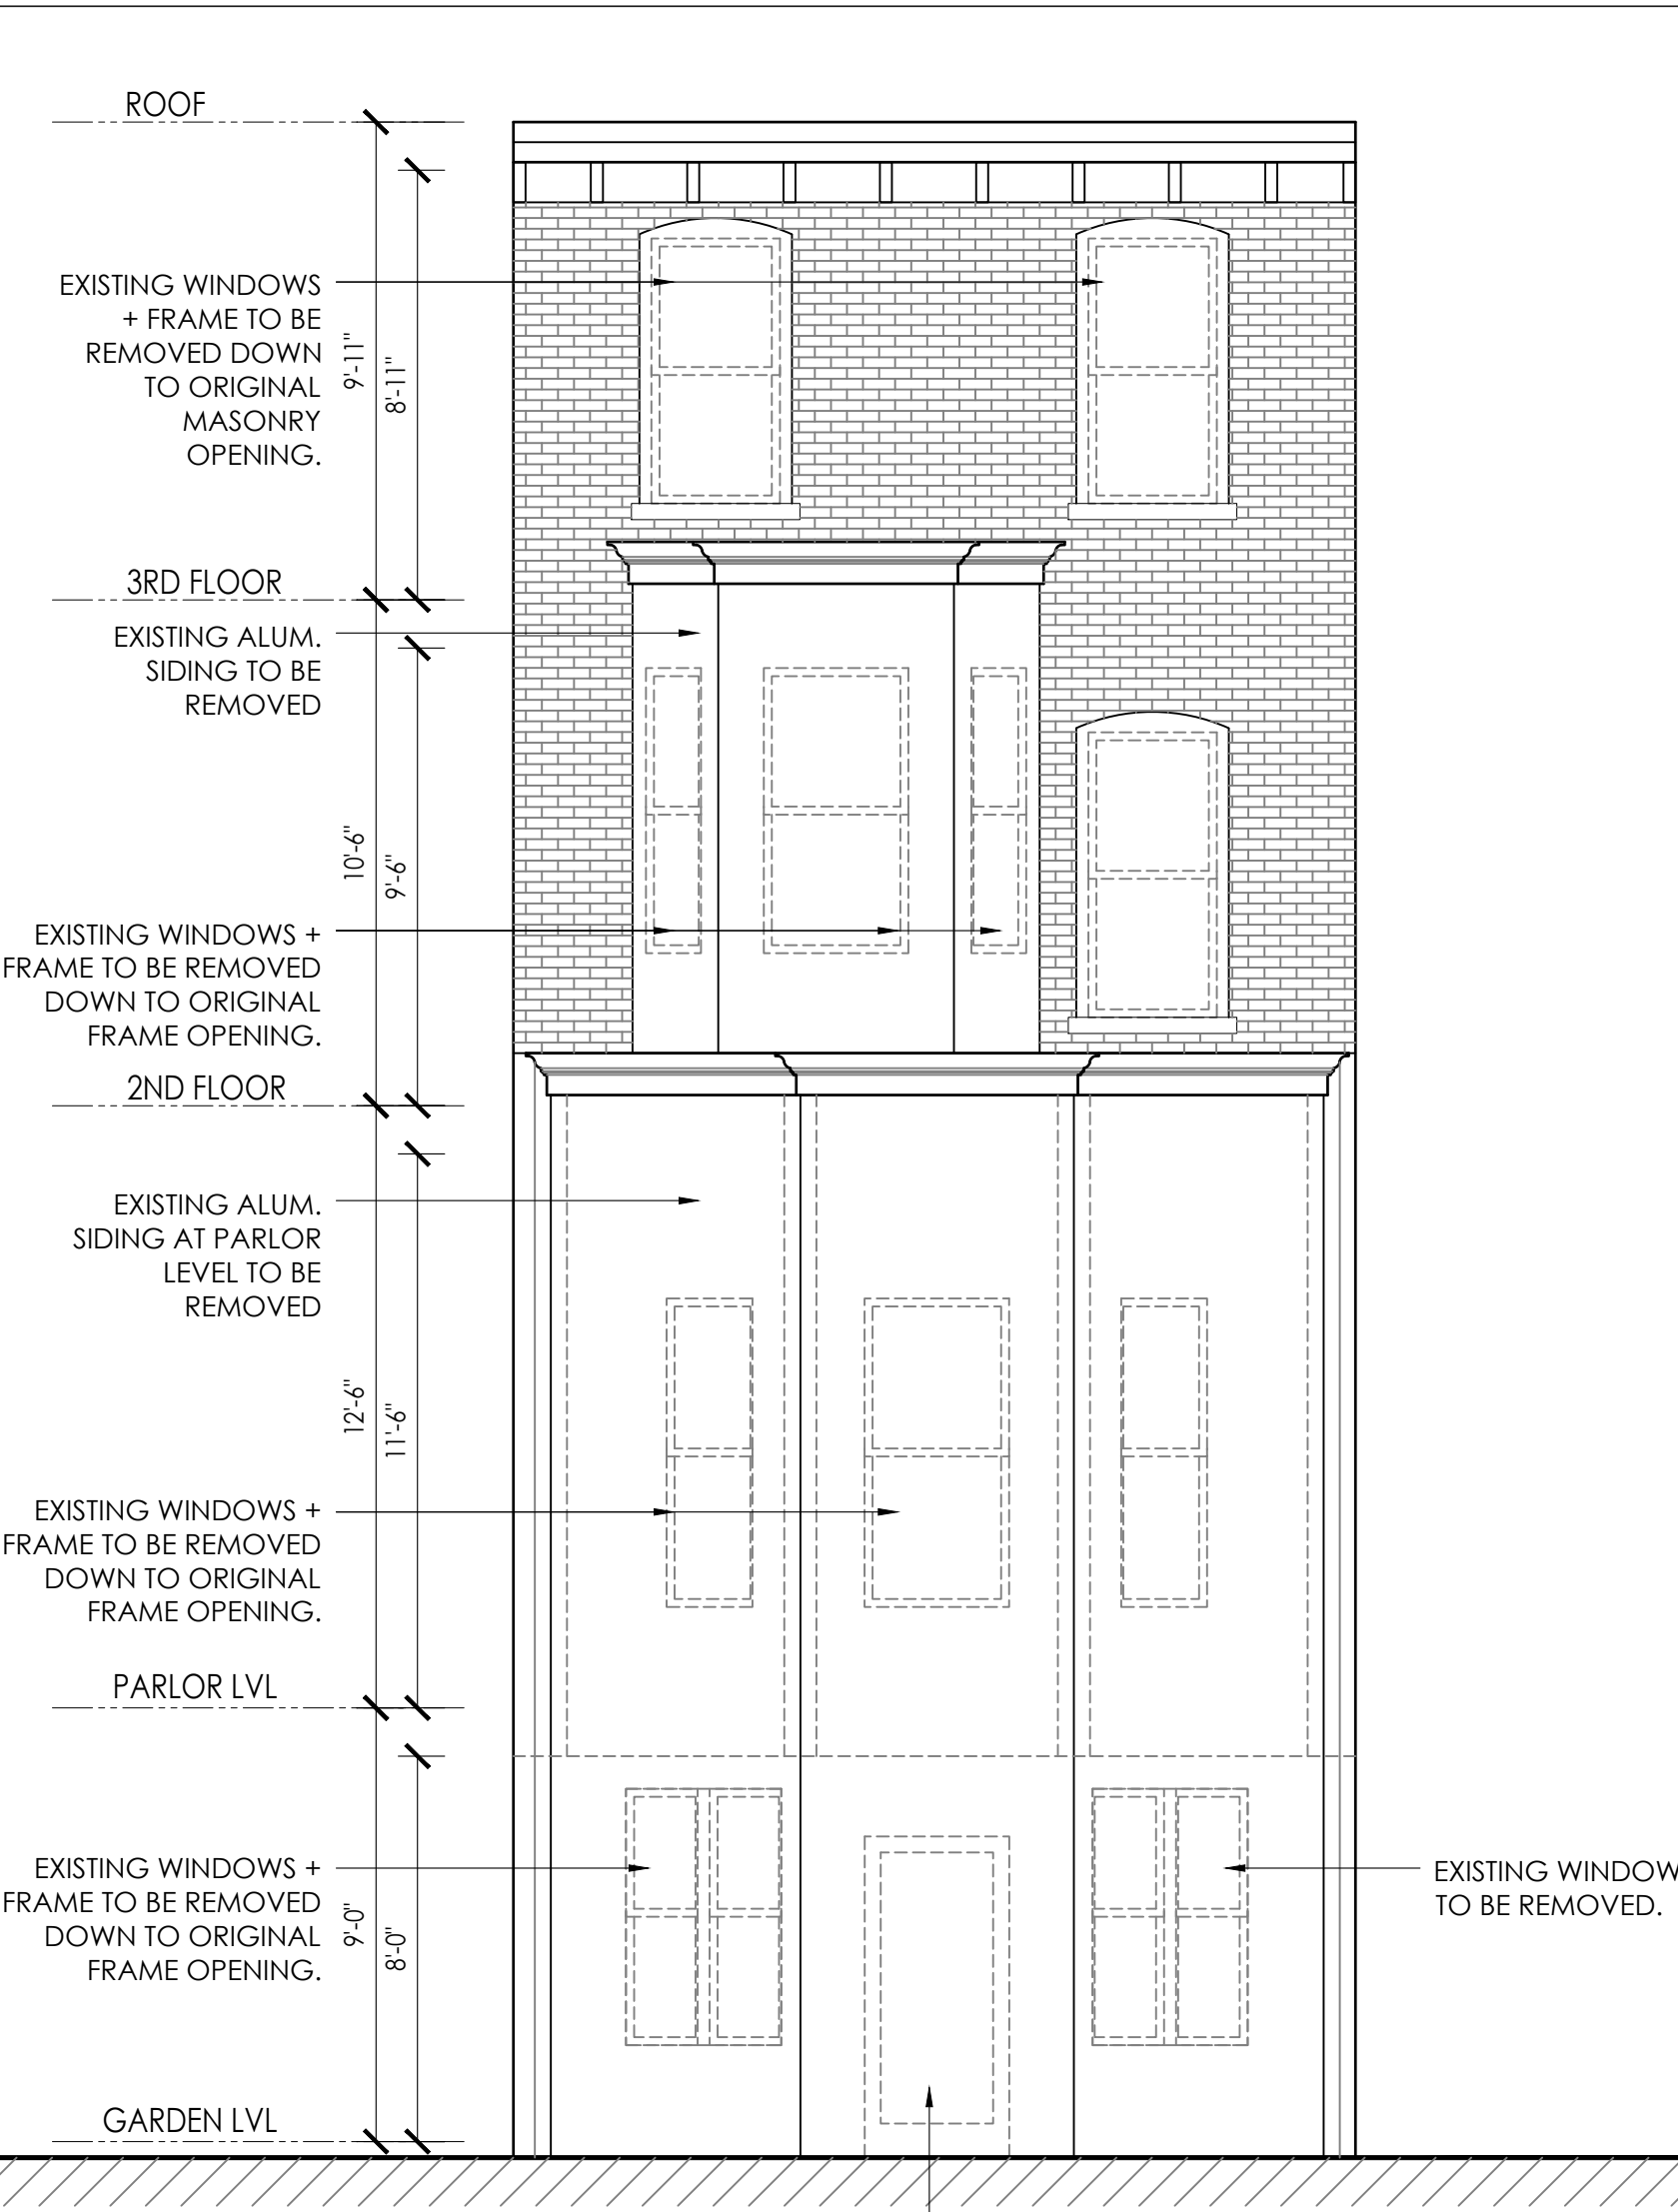 ROOF
EXISTING WINDOWS
+ FRAME TO BE
REMOVED DOWN
TO ORIGINAL
MASONRY
OPENING.
9'-11"
8'-11"
3RD FLOOR
EXISTING ALUM.
SIDING TO BE
REMOVED
10'-6"
9'-6"
EXISTING WINDOWS +
FRAME TO BE REMOVED
DOWN TO ORIGINAL
FRAME OPENING.
2ND FLOOR
EXISTING ALUM.
SIDING AT PARLOR
LEVEL TO BE
REMOVED
12'-6"
11'-6"
EXISTING WINDOWS +
FRAME TO BE REMOVED
DOWN TO ORIGINAL
FRAME OPENING.
PARLOR LVL
EXISTING WINDOWS +
FRAME TO BE REMOVED
DOWN TO ORIGINAL
FRAME OPENING.
9'-0"
8'-0"
EXISTING WINDOW
TO BE REMOVED.
GARDEN LVL